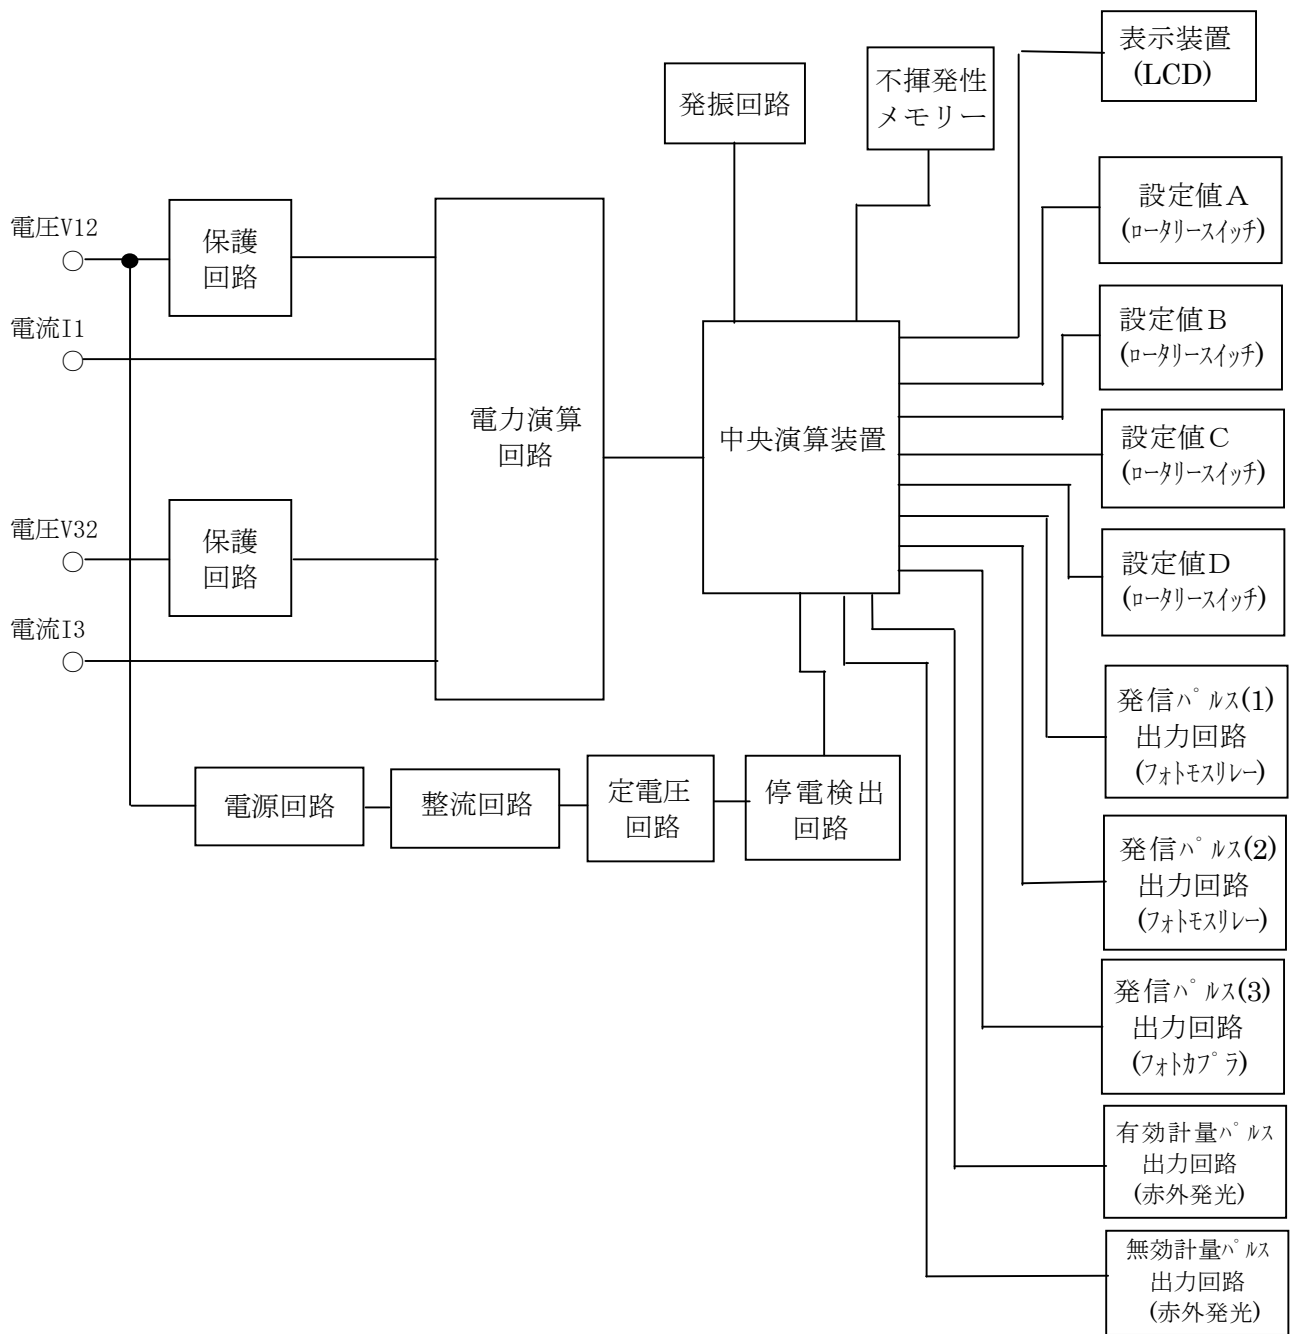 表示装置
(LCD)
不揮発性
メモリー
発振回路
設定値A
(ﾛｰﾀﾘｰｽｲｯﾁ)
電圧V12
保護
回路
設定値B
(ﾛｰﾀﾘｰｽｲｯﾁ)
電流I1
電力演算
回路
中央演算装置
設定値C
(ﾛｰﾀﾘｰｽｲｯﾁ)
電圧V32
保護
回路
設定値D
(ﾛｰﾀﾘｰｽｲｯﾁ)
電流I3
発信ﾊﾟﾙｽ(1)
出力回路
(ﾌｫﾄﾓｽﾘﾚｰ)
電源回路
整流回路
定電圧
回路
停電検出
回路
発信ﾊﾟﾙｽ(2)
出力回路
(ﾌｫﾄﾓｽﾘﾚｰ)
発信ﾊﾟﾙｽ(3)
出力回路
(ﾌｫﾄｶﾌﾟﾗ)
有効計量ﾊﾟﾙｽ
出力回路
(赤外発光)
無効計量ﾊﾟﾙｽ
出力回路
(赤外発光)